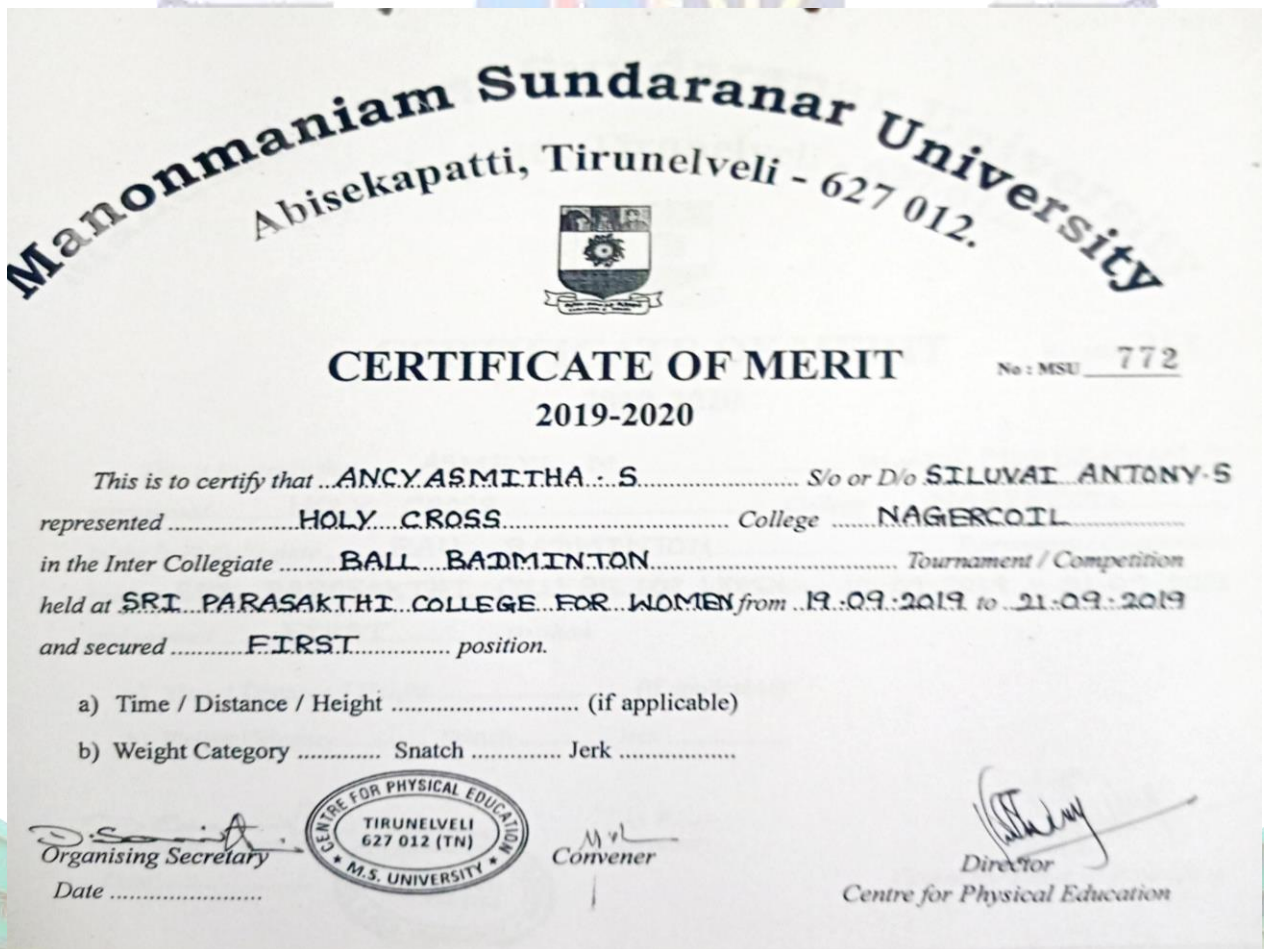 Manonmaniam Sundaranar University
Abisekapatti, Tirunelveli - 627 012.
CERTIFICATE OF MERIT
No : MSU 772
2019-2020
This is to certify that ...ANCY.ASMITHA . S........................... S/o or D/o SILUVAI ANTONY.S
represented ......................HOLY...CROSS..................................... College .......NAGERCOIL....................
in the Inter Collegiate .........BALL...BADMINTON.......................................... Tournament / Competition
held at SRI...PARASAKTHI...COLLEGE...FOR...WOMEN from ..19.:09.:2019. to ..21.-09.-2019
and secured ...........FIRST.............. position.
a) Time / Distance / Height ............................. (if applicable)
b) Weight Category ............. Snatch .............. Jerk ..................
CENTRE FOR PHYSICAL EDUCATION
TIRUNELVELI
627 012 (TN)
* M.S. UNIVERSITY *
Organising Secretary
Convener
Director
Date ........................
Centre for Physical Education